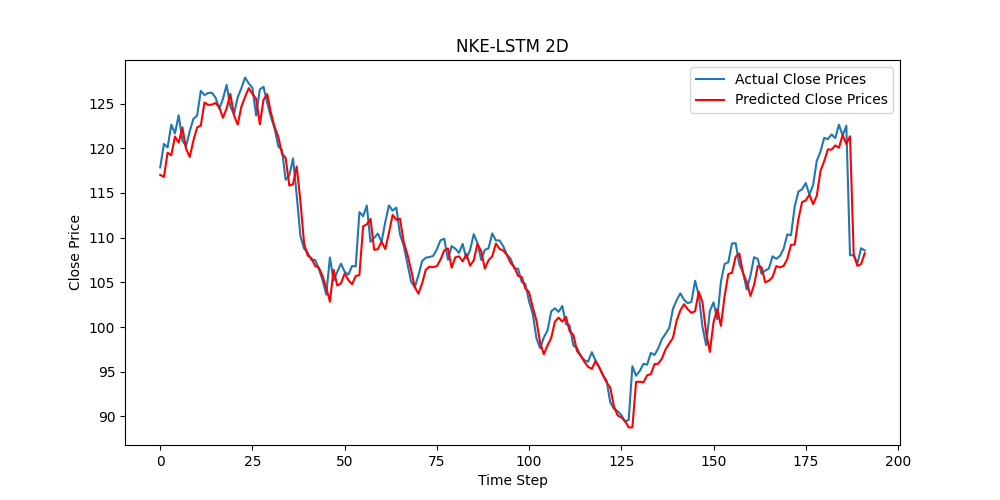 NKE-LSTM 2D
Actual Close Prices
Predicted Close Prices
Close Price
125
120
115
110
105
100
95
90
0 25 50 75 100 125 150 175 200
Time Step